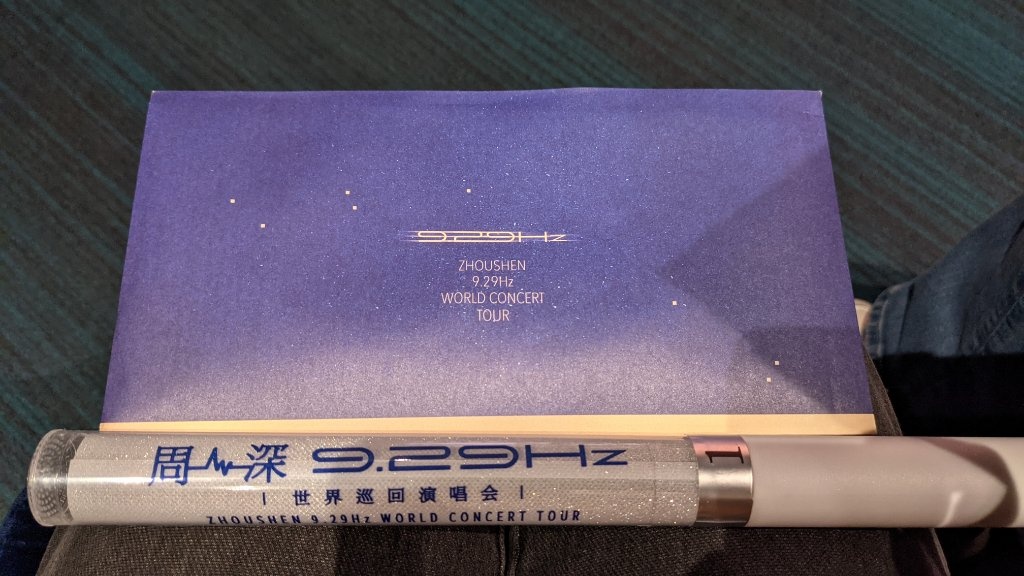 9.29Hz
ZHOUSHEN
9.29Hz
WORLD CONCERT
TOUR
周深 9.29Hz
世界巡回演唱会
ZHOUSHEN 9.29Hz WORLD CONCERT TOUR
1